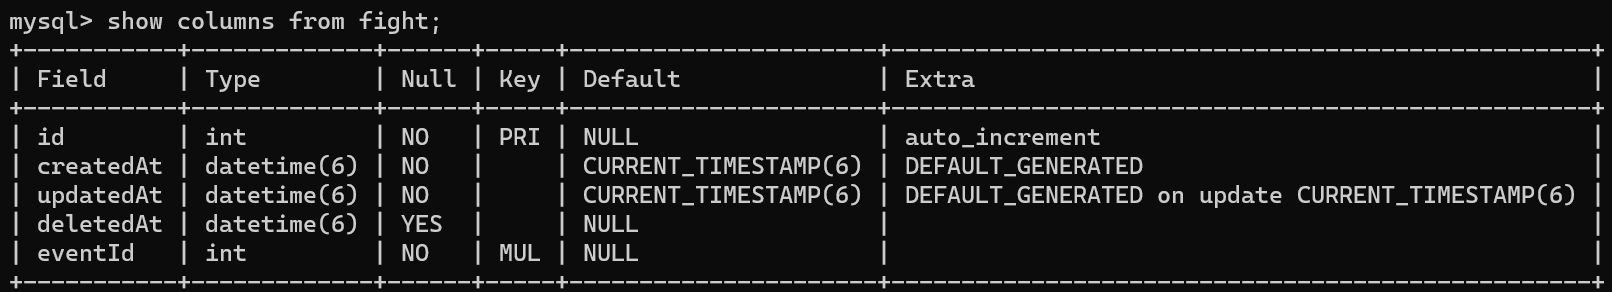 mysql> show columns from fight;
+-----------+-------------+------+-----+----------------------+--------------------------------------------------+
| Field     | Type        | Null | Key | Default              | Extra                                            |
+-----------+-------------+------+-----+----------------------+--------------------------------------------------+
| id        | int         | NO   | PRI | NULL                 | auto_increment                                   |
| createdAt | datetime(6) | NO   |     | CURRENT_TIMESTAMP(6) | DEFAULT_GENERATED                                |
| updatedAt | datetime(6) | NO   |     | CURRENT_TIMESTAMP(6) | DEFAULT_GENERATED on update CURRENT_TIMESTAMP(6) |
| deletedAt | datetime(6) | YES  |     | NULL                 |                                                  |
| eventId   | int         | NO   | MUL | NULL                 |                                                  |
+-----------+-------------+------+-----+----------------------+--------------------------------------------------+